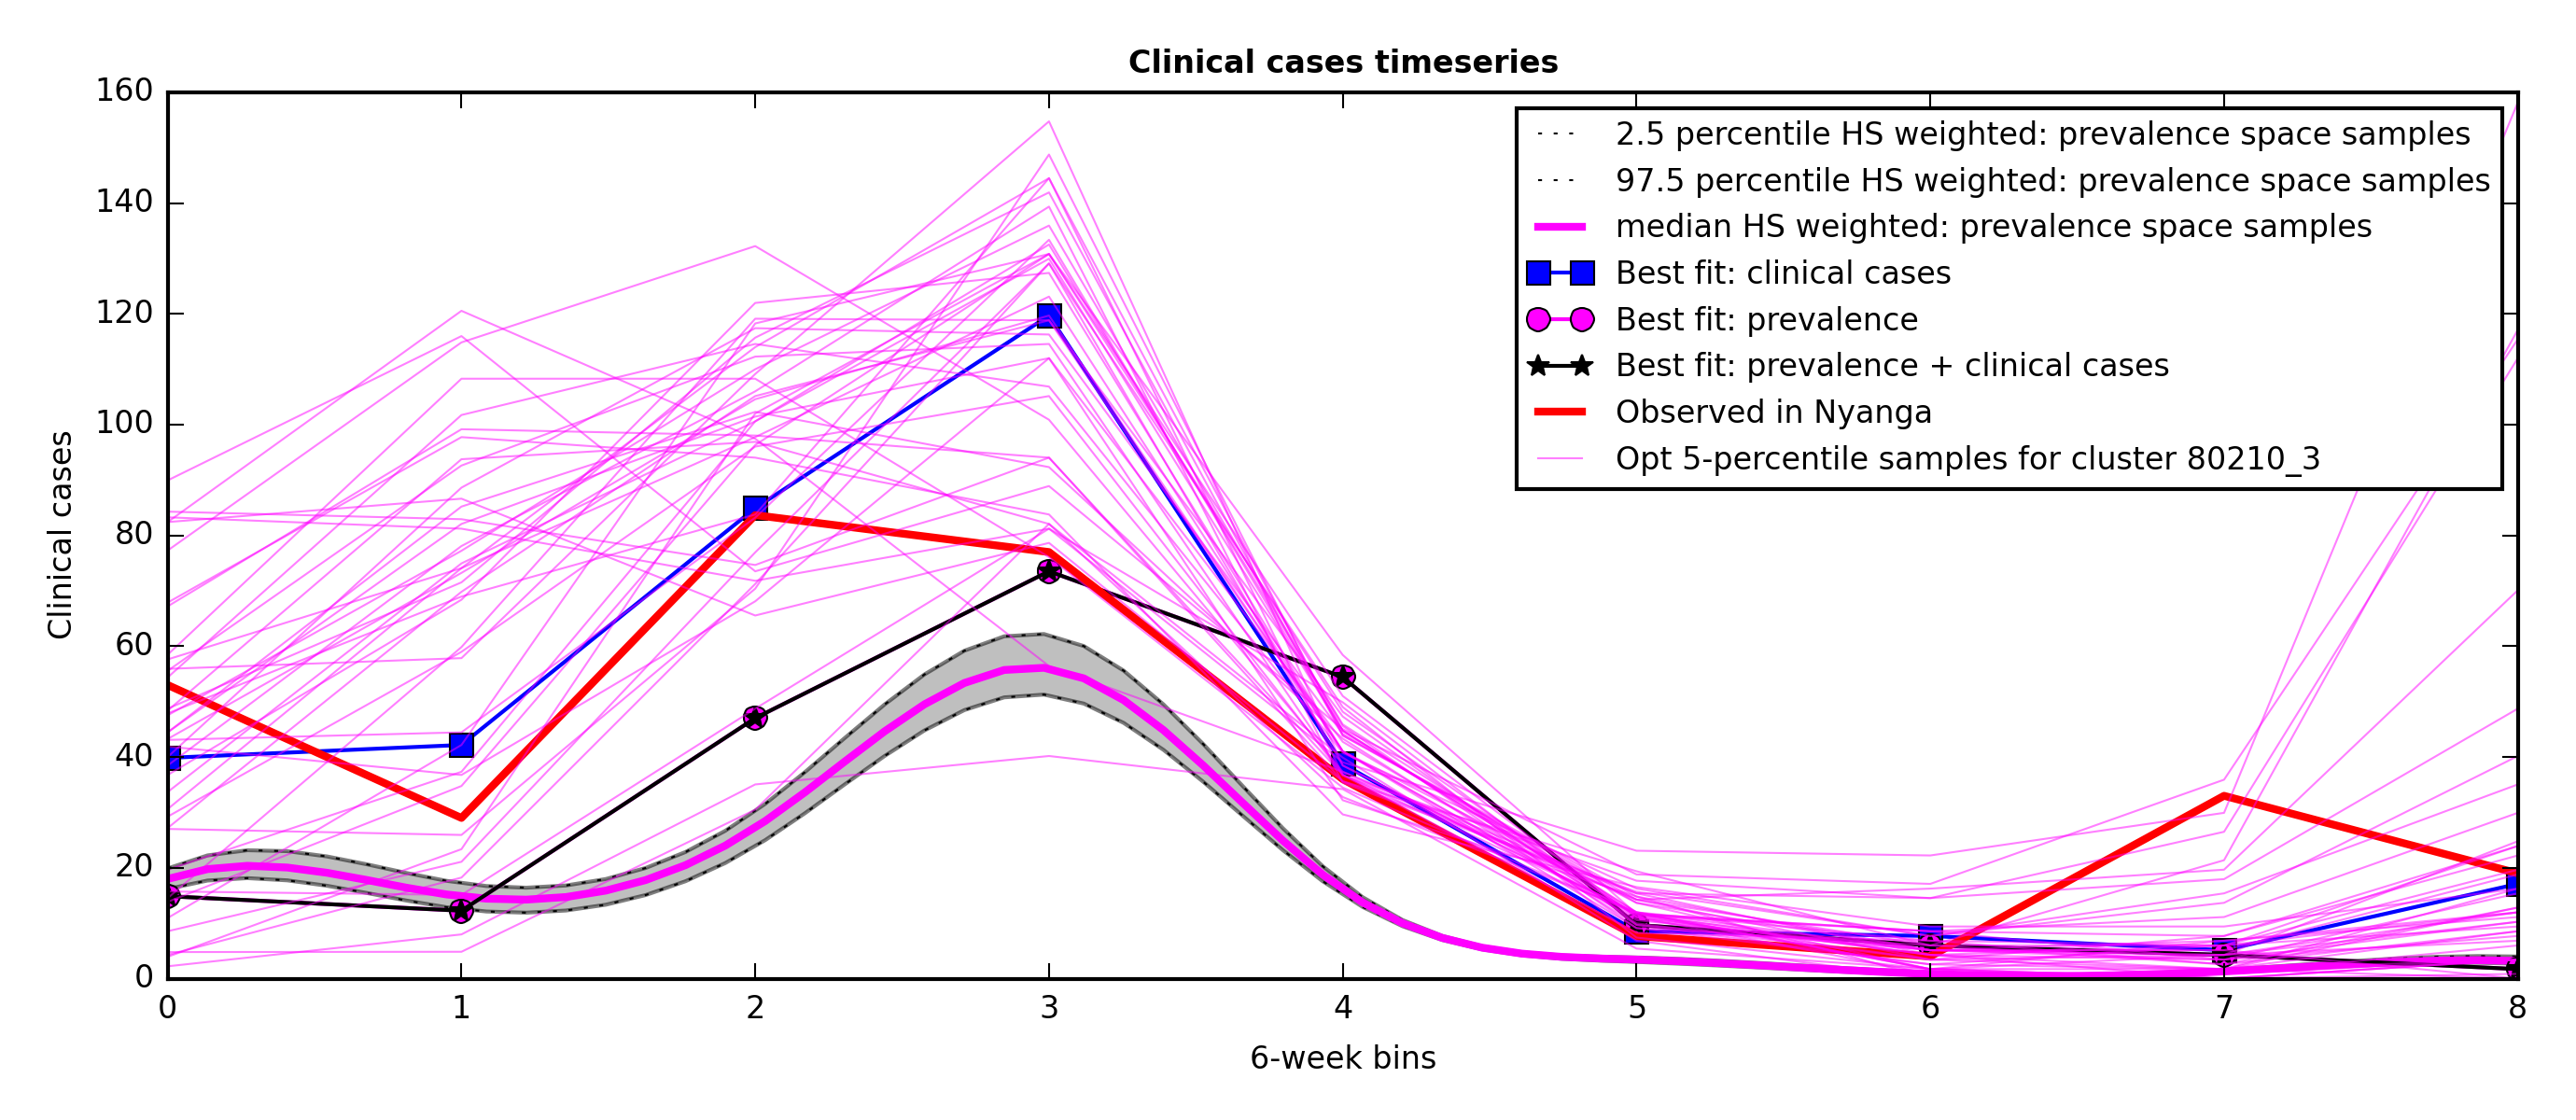 Clinical cases timeseries
160
140
120
100
80
60
40
20
0
Clinical cases
2.5 percentile HS weighted: prevalence space samples
97.5 percentile HS weighted: prevalence space samples
median HS weighted: prevalence space samples
Best fit: clinical cases
Best fit: prevalence
Best fit: prevalence + clinical cases
Observed in Nyanga
Opt 5-percentile samples for cluster 80210_3
0 1 2 3 4 5 6 7 8
6-week bins